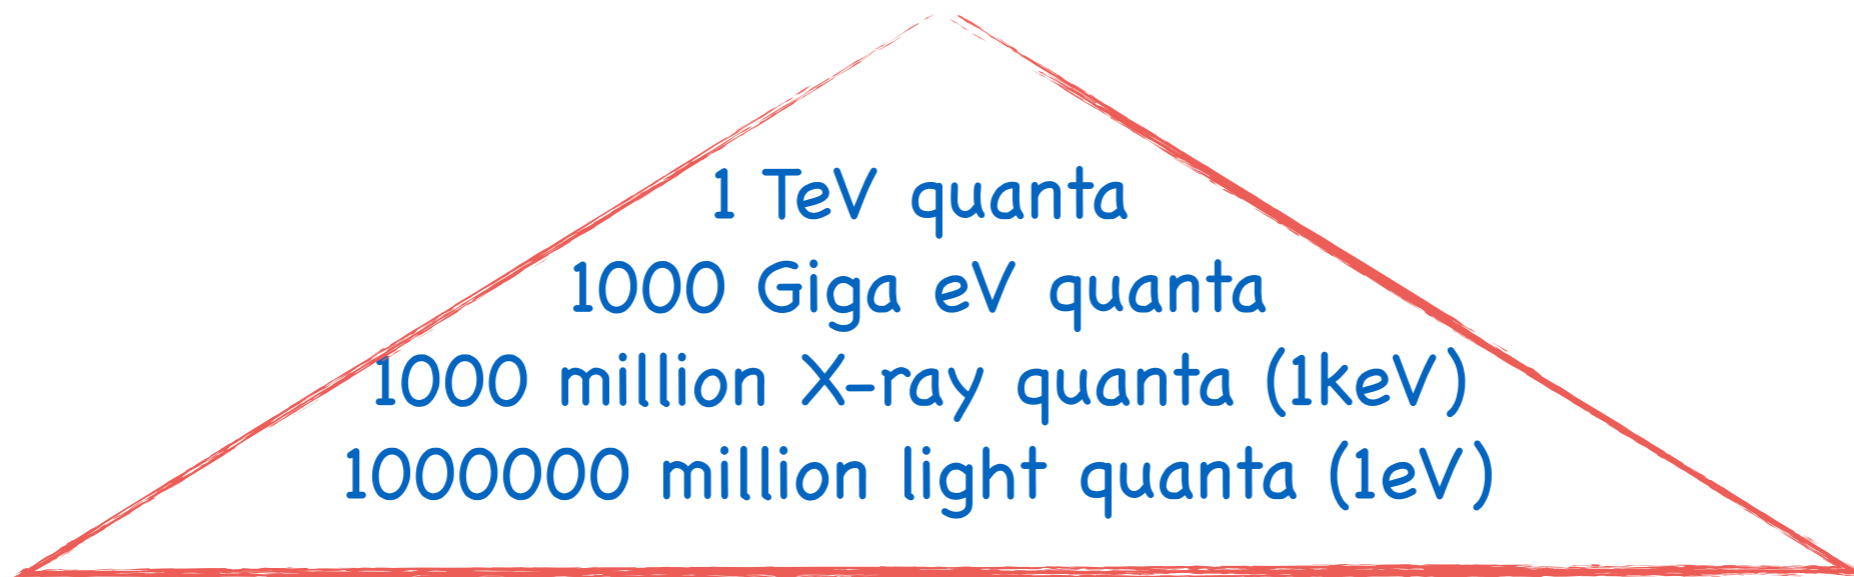 1 TeV quanta
1000 Giga eV quanta
1000 million X-ray quanta (1keV)
1000000 million light quanta (1eV)